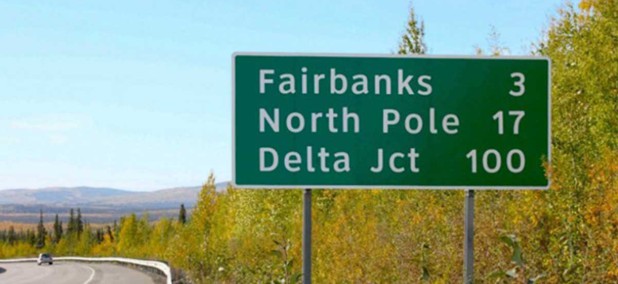 Fairbanks 3
North Pole 17
Delta Jct 100